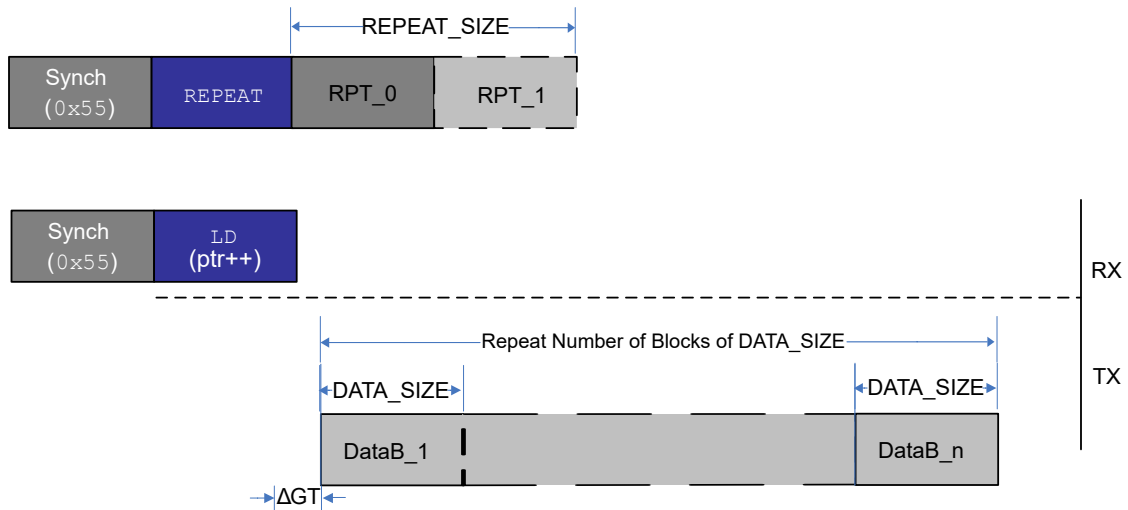 REPEAT_SIZE
Synch
(0x55)
REPEAT
RPT_0
RPT_1
Synch
(0x55)
LD
(ptr++)
RX
Repeat Number of Blocks of DATA_SIZE
TX
DATA_SIZE
DATA_SIZE
DataB_1
DataB_n
ΔGT